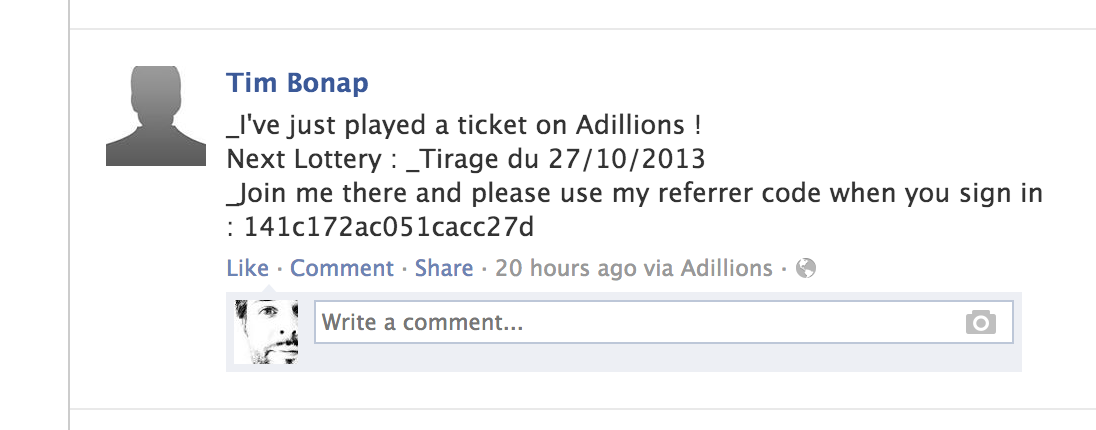 Tim Bonap
_I've just played a ticket on Adillions !
Next Lottery : _Tirage du 27/10/2013
_Join me there and please use my referrer code when you sign in
: 141c172ac051cacc27d
Like · Comment · Share · 20 hours ago via Adillions ·
Write a comment...